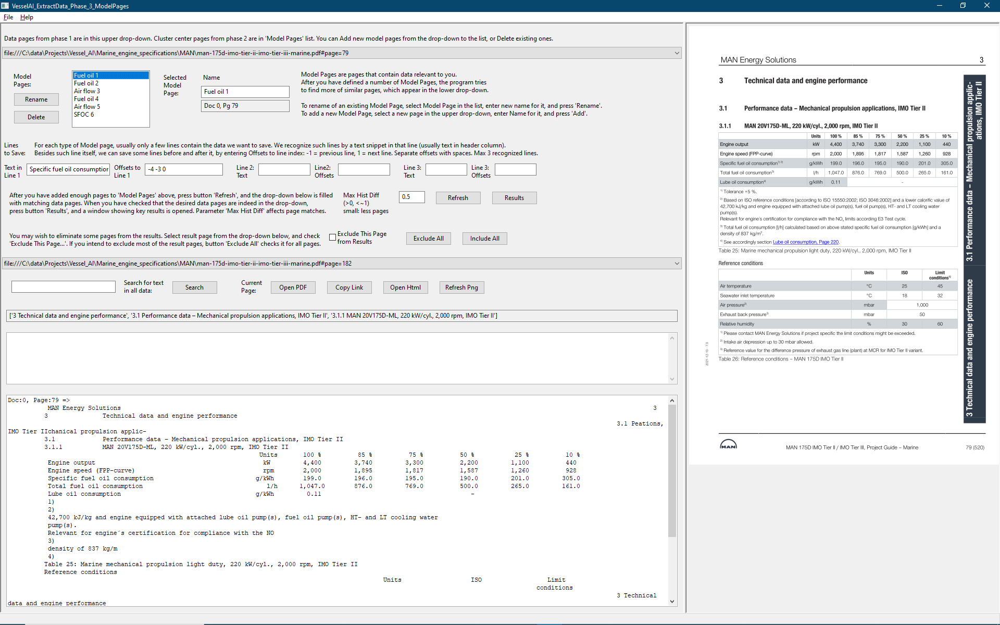 VesselAI_ExtractData_Phase_3_ModelPages
File Help
Data pages from phase 1 are in this upper drop-down. Cluster center pages from phase 2 are in 'Model Pages' list. You can Add new model pages from the drop-down to the list, or Delete existing ones.
file:///C:\data\Projects\Vessel_AI\Marine_engine_specifications\MAN\man-175d-imo-tier-ii-imo-tier-iii-marine.pdf#page=79
Model
Pages:
Rename
Delete
Fuel oil 1
Fuel oil 2
Air flow 3
Fuel oil 4
Air flow 5
SFOC 6
Selected
Model
Page:
Name
Fuel oil 1
Doc 0, Pg 79
Model Pages are pages that contain data relevant to you.
After you have defined a number of Model Pages, the program tries
to find more of similar pages, which appear in the lower drop-down.
To rename of an existing Model Page, select Model Page in the list, enter new name for it, and press 'Rename'.
To add a new Model Page, select a new page in the upper drop-down, enter Name for it, and press 'Add'.
Lines
to Save:
For each type of Model page, usually only a few lines contain the data we want to save. We recognize such lines by a text snippet in that line (usually text in header column).
Besides such line itself, we can save some lines before and after it, by entering Offsets to line index: -1 = previous line, 1 = next line. Separate offsets with spaces. Max 3 recognized lines.
Text in
Line 1
Specific fuel oil consumption
Offsets to
Line 1
-4 -3 0
Line 2:
Text
Line2:
Offsets
Line 3:
Text
Line 3:
Offsets
After you have added enough pages to 'Model Pages' above, press button 'Refresh', and the drop-down below is filled
with matching data pages. When you have checked that the desired data pages are indeed in the drop-down,
press button 'Results', and a window showing key results is opened. Parameter 'Max Hist Diff' affects page matches.
Max Hist Diff
(>0, <~1)
small: less pages
0.5
Refresh
Results
You may wish to eliminate some pages from the results. Select result page from the drop-down below, and check
'Exclude This Page...'. If you intend to exclude most of the result pages, button 'Exclude All' checks it for all pages.
Exclude This Page
from Results
Exclude All
Include All
file:///C:\data\Projects\Vessel_AI\Marine_engine_specifications\MAN\man-175d-imo-tier-ii-imo-tier-iii-marine.pdf#page=182
Search for text
in all data:
Search
Current
Page:
Open PDF
Copy Link
Open Html
Refresh Png
['3 Technical data and engine performance', '3.1 Performance data – Mechanical propulsion applications, IMO Tier II', '3.1.1 MAN 20V175D-ML, 220 kW/cyl., 2,000 rpm, IMO Tier II']
Doc:0, Page:79 =>
MAN Energy Solutions 3
3 Technical data and engine performance
3.1 Peations,
IMO Tier IIchanical propulsion applic-
3.1 Performance data – Mechanical propulsion applications, IMO Tier II
3.1.1 MAN 20V175D-ML, 220 kW/cyl., 2,000 rpm, IMO Tier II
Units 100 % 85 % 75 % 50 % 25 % 10 %
Engine output kW 4,400 3,740 3,300 2,200 1,100 440
Engine speed (FPP-curve) rpm 2,000 1,895 1,817 1,587 1,260 928
Specific fuel oil consumption g/kWh 199.0 196.0 195.0 190.0 201.0 305.0
Total fuel oil consumption l/h 1,047.0 876.0 769.0 500.0 265.0 161.0
Lube oil consumption g/kWh 0.11 –
1)
2)
42,700 kJ/kg and engine equipped with attached lube oil pump(s), fuel oil pump(s), HT- and LT cooling water
pump(s).
Relevant for engine´s certification for compliance with the NO
3)
density of 837 kg/m
4)
Table 25: Marine mechanical propulsion light duty, 220 kW/cyl., 2,000 rpm, IMO Tier II
Reference conditions
Units ISO Limit
conditions
3 Technical
data and engine performance
MAN Energy Solutions 3
3 Technical data and engine performance
3.1 Performance data – Mechanical propulsion applications, IMO Tier II
3.1.1 MAN 20V175D-ML, 220 kW/cyl., 2,000 rpm, IMO Tier II
Units 100 % 85 % 75 % 50 % 25 % 10 %
Engine output kW 4,400 3,740 3,300 2,200 1,100 440
Engine speed (FPP-curve) rpm 2,000 1,895 1,817 1,587 1,260 928
Specific fuel oil consumption1) 2) g/kWh 199.0 196.0 195.0 190.0 201.0 305.0
Total fuel oil consumption3) l/h 1,047.0 876.0 769.0 500.0 265.0 161.0
Lube oil consumption4) g/kWh 0.11 -
1) Tolerance +5 %.
2) Based on ISO reference conditions [according to ISO 15550:2002; ISO 3046:2002] and a lower calorific value of
42,700 kJ/kg and engine equipped with attached lube oil pump(s), fuel oil pump(s), HT- and LT cooling water
pump(s).
Relevant for engine´s certification for compliance with the NOx limits according E3 Test cycle.
3) Total fuel oil consumption [l/h] calculated based on above stated specific fuel oil consumption [g/kWh] and a
density of 837 kg/m3.
4) See accordingly section Lube oil consumption, Page 220.
Table 25: Marine mechanical propulsion light duty, 220 kW/cyl., 2,000 rpm, IMO Tier II
Reference conditions
Units ISO Limit
conditions1)
Air temperature °C 25 45
Seawater inlet temperature °C 18 32
Air pressure2) mbar 1,000
Exhaust back pressure3) mbar 50
Relative humidity % 30 60
1) Please contact MAN Energy Solutions if project specific the limit conditions might be exceeded.
2) Intake air depression up to 30 mbar allowed.
3) Reference value for the difference pressure of exhaust gas line (plant) at MCR for IMO Tier II variant.
Table 26: Reference conditions – MAN 175D IMO Tier II
2021-12-10 - 7.0
3.1 Performance data – Mechanical propulsion applic-
ations, IMO Tier II
3 Technical data and engine performance
MAN
MAN 175D IMO Tier II / IMO Tier III, Project Guide – Marine
79 (520)